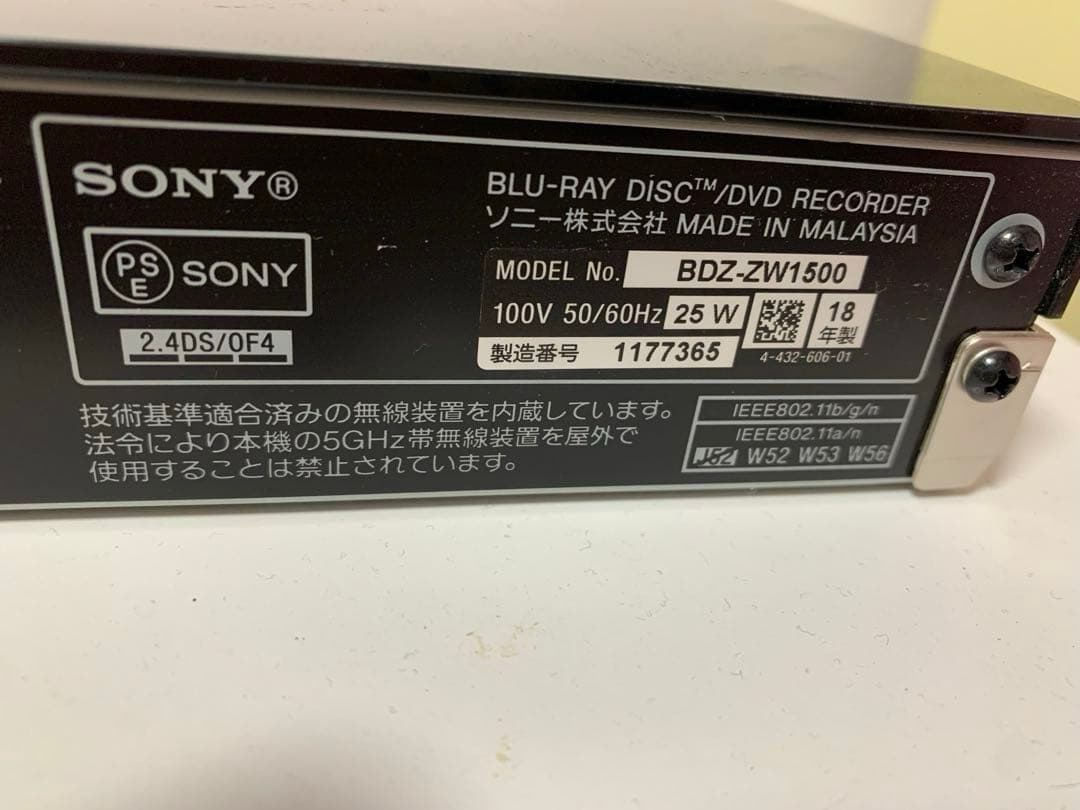 SONY®
PSE SONY
2.4DS/OF4
BLU-RAY DISC™/DVD RECORDER
ソニー株式会社 MADE IN MALAYSIA
MODEL No. BDZ-ZW1500
100V 50/60Hz 25 W 18年製
製造番号 1177365 4-432-606-01
技術基準適合済みの無線装置を内蔵しています。
法令により本機の5GHz帯無線装置を屋外で
使用することは禁止されています。
IEEE802.11b/g/n
IEEE802.11a/n
J52 W52 W53 W56